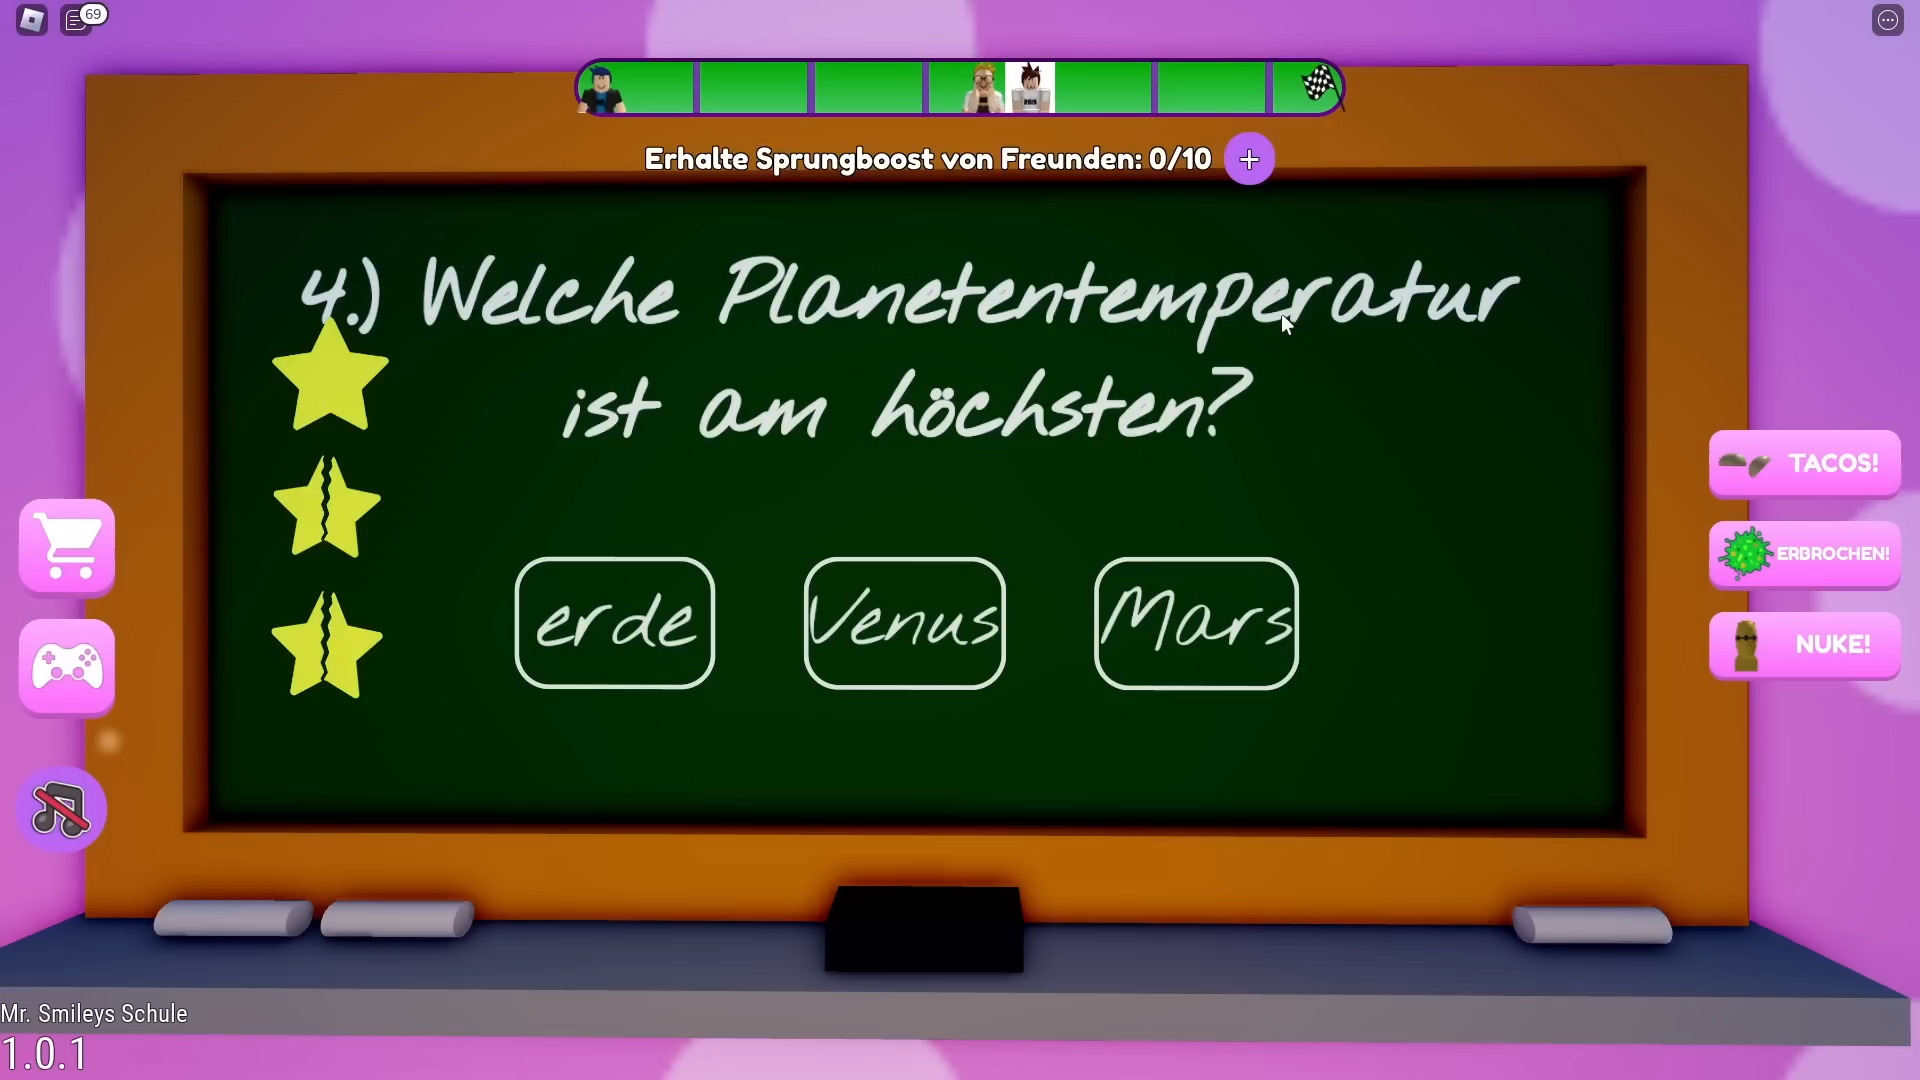 69
Erhalte Sprungboost von Freunden: 0/10 +
4.) Welche Planetentemperatur
ist am höchsten?
erde
Venus
Mars
TACOS!
ERBROCHEN!
NUKE!
Mr. Smileys Schule
1.0.1